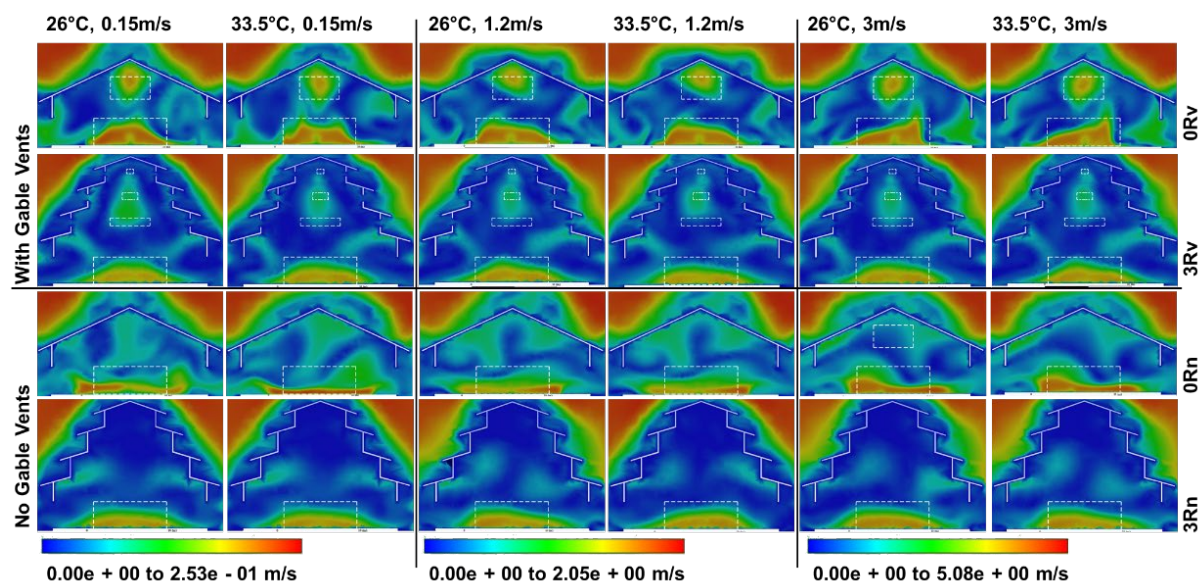 26°C, 0.15m/s 33.5°C, 0.15m/s 26°C, 1.2m/s 33.5°C, 1.2m/s 26°C, 3m/s 33.5°C, 3m/s
With Gable Vents
0Rv
3Rv
No Gable Vents
0Rn
3Rn
0.00e + 00 to 2.53e - 01 m/s 0.00e + 00 to 2.05e + 00 m/s 0.00e + 00 to 5.08e + 00 m/s